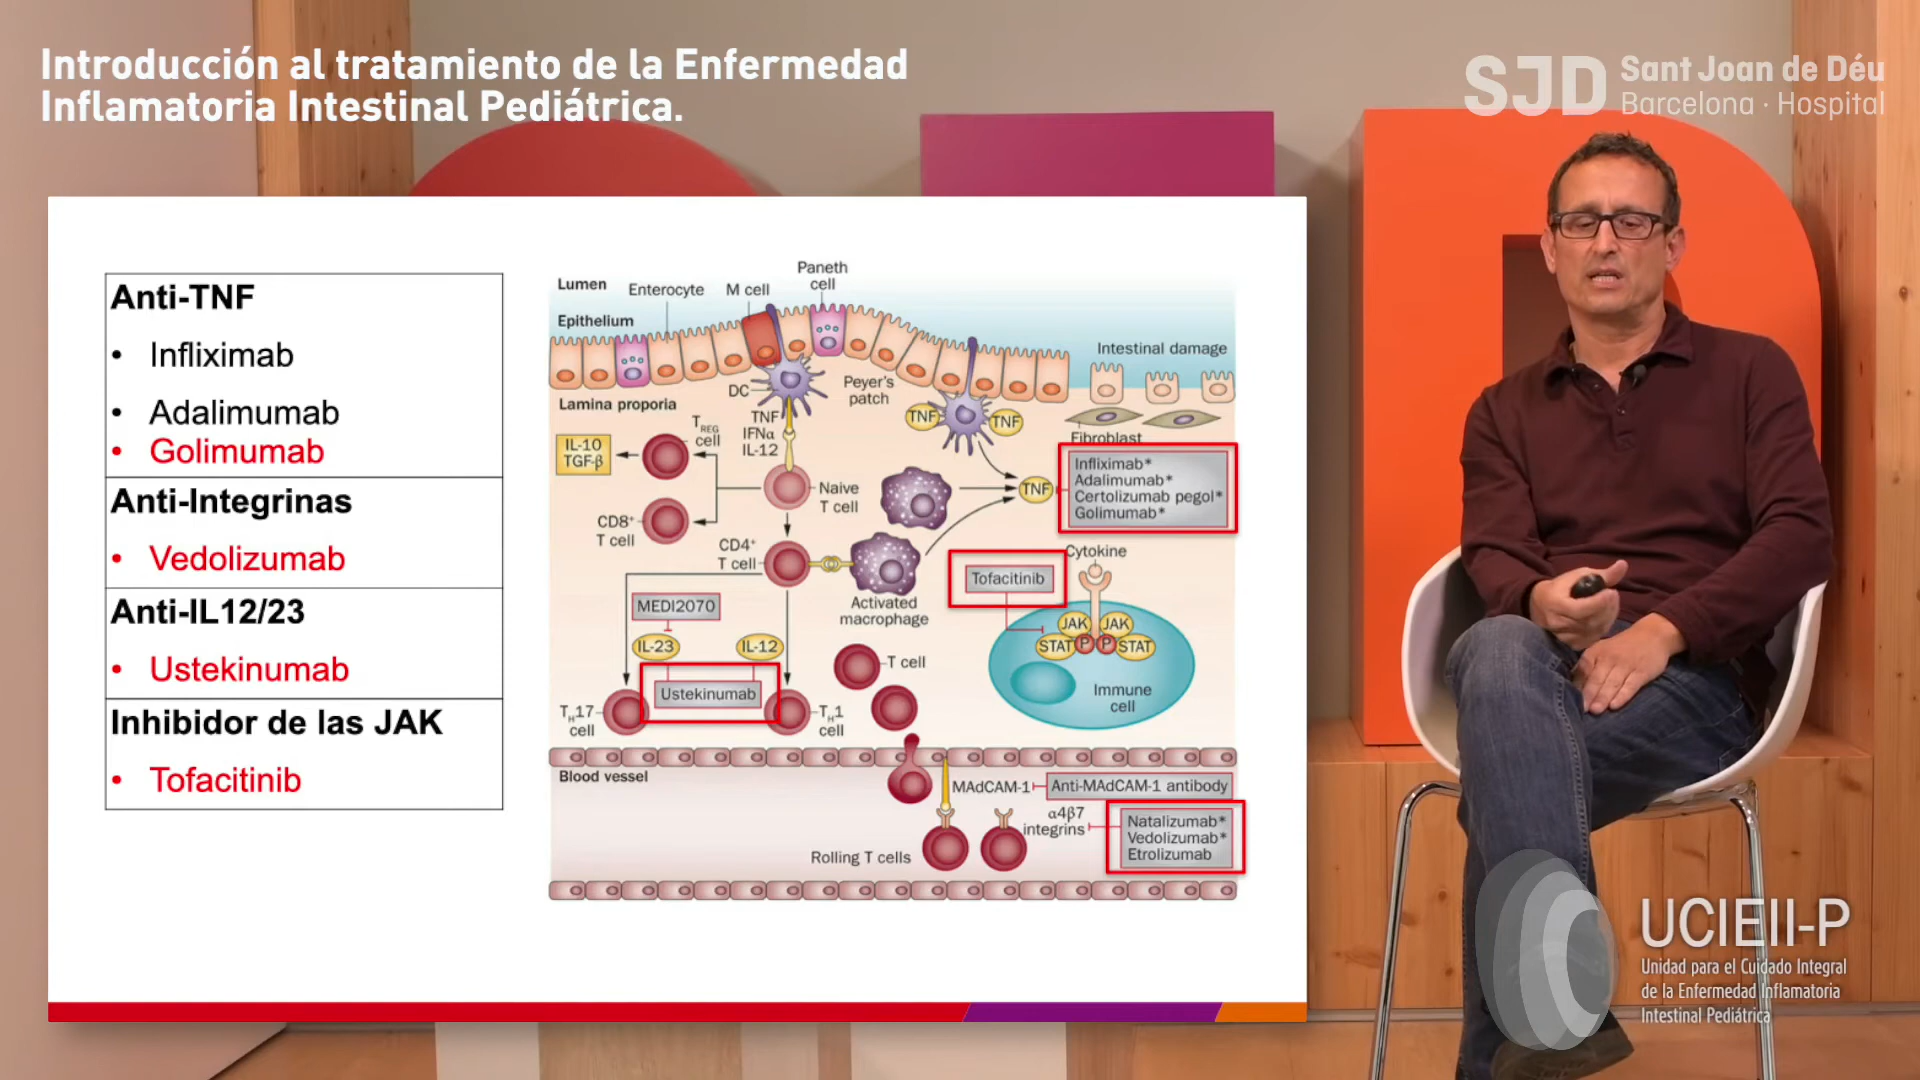 Introducción al tratamiento de la Enfermedad
Inflamatoria Intestinal Pediátrica.
SJD
Sant Joan de Déu
Barcelona · Hospital
Anti-TNF
• Infliximab
• Adalimumab
• Golimumab
Anti-Integrinas
• Vedolizumab
Anti-IL12/23
• Ustekinumab
Inhibidor de las JAK
• Tofacitinib
Lumen
Enterocyte
M cell
Paneth
cell
Epithelium
Intestinal damage
DC
Peyer's
patch
Lamina proporia
TNF
IFNα
IL-12
TNF
TNF
Fibroblast
IL-10
TGF-β
TREG
cell
Naive
T cell
TNF
Infliximab*
Adalimumab*
Certolizumab pegol*
Golimumab*
CD8+
T cell
CD4+
T cell
Activated
macrophage
Cytokine
Tofacitinib
JAK
JAK
STAT
P
P
STAT
Immune
cell
MEDI2070
IL-23
IL-12
Ustekinumab
T cell
TH17
cell
TH1
cell
Blood vessel
MAdCAM-1
Anti-MAdCAM-1 antibody
α4β7
integrins
Natalizumab*
Vedolizumab*
Etrolizumab
Rolling T cells
UCIEII-P
Unidad para el Cuidado Integral
de la Enfermedad Inflamatoria
Intestinal Pediátrica